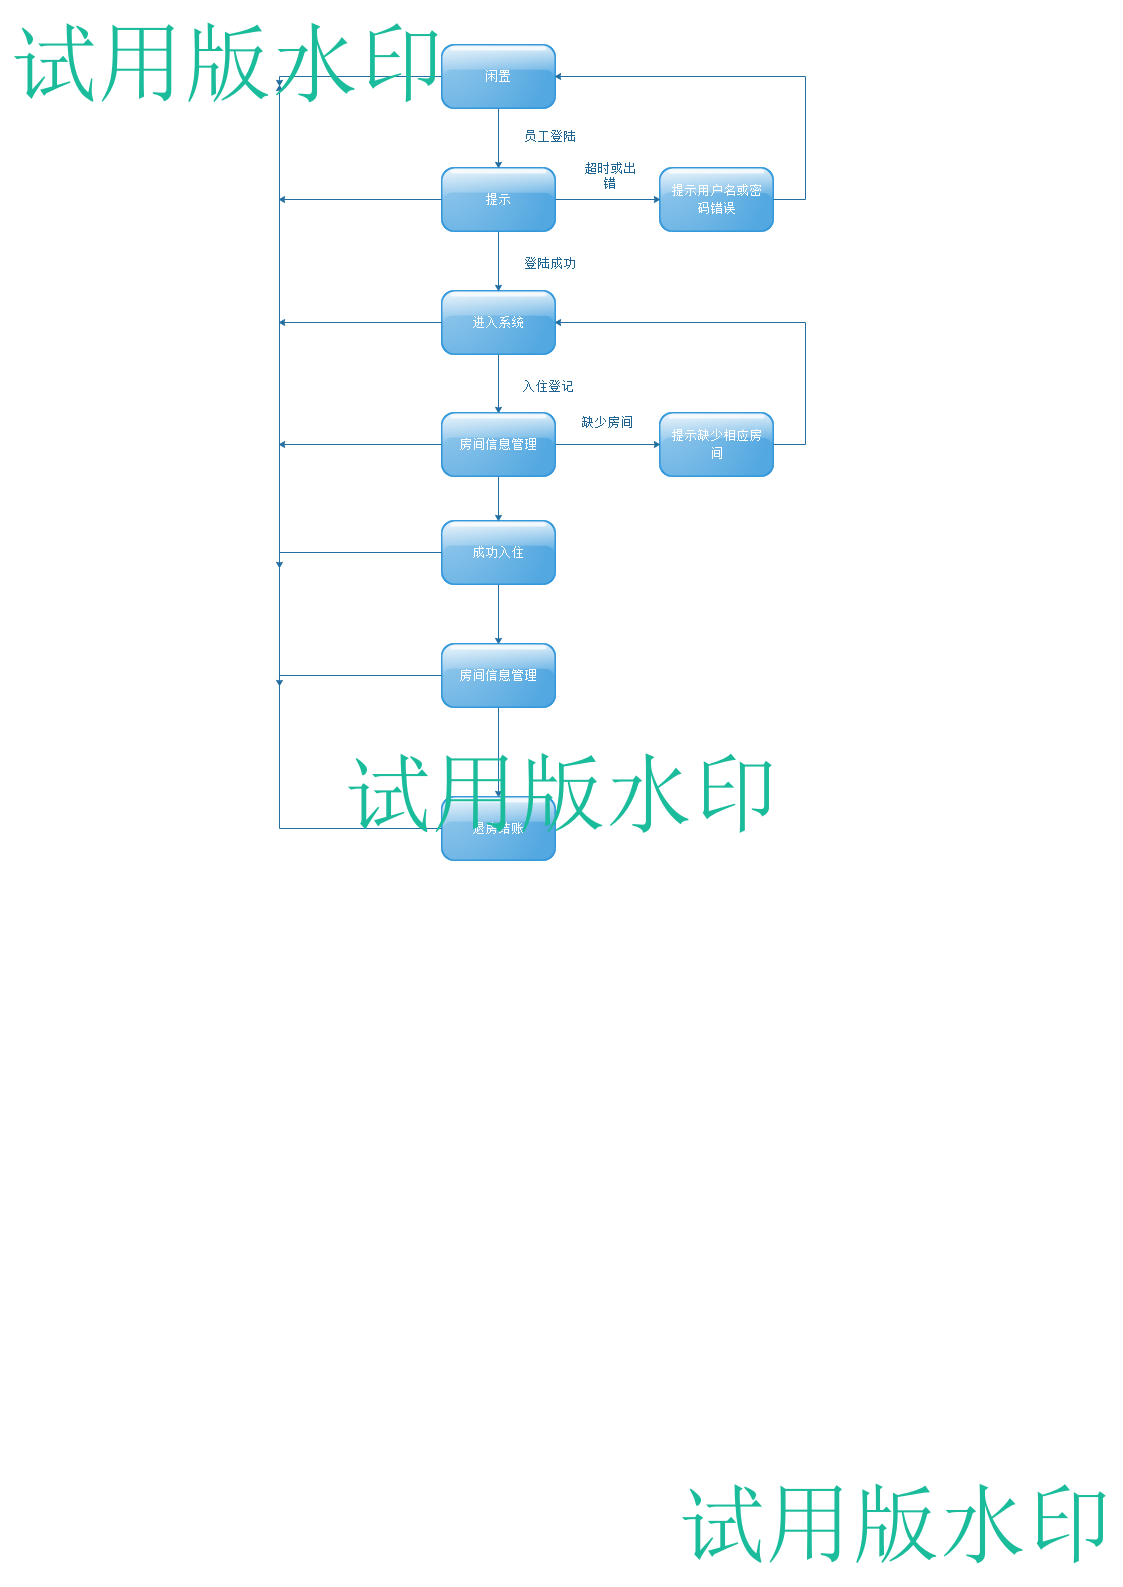 试用版水印
闲置
员工登陆
超时或出
错
提示
提示用户名或密
码错误
登陆成功
进入系统
入住登记
缺少房间
房间信息管理
提示缺少相应房
间
成功入住
房间信息管理
试用版水印
退房结账
试用版水印